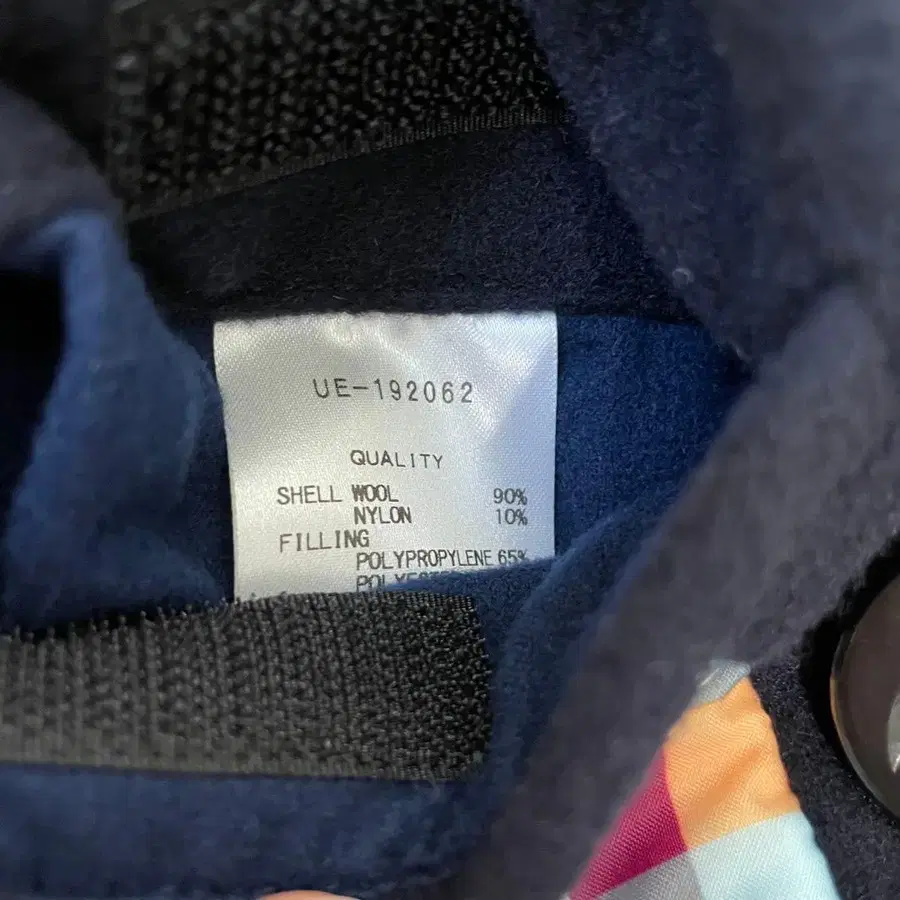 UE-192062
QUALITY
SHELL WOOL 90%
NYLON 10%
FILLING
POLYPROPYLENE 65%